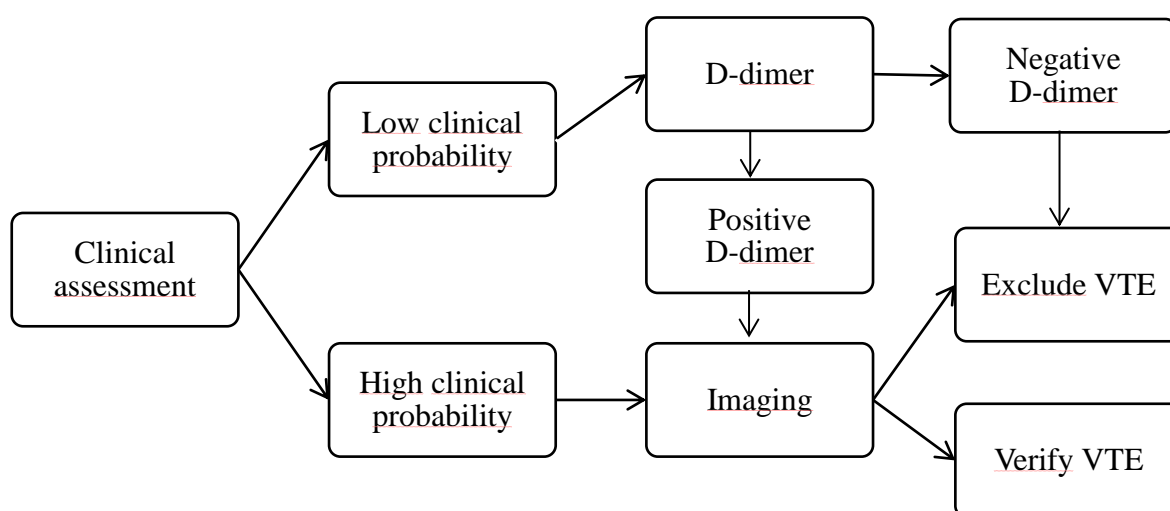 Clinical
assessment
Low clinical
probability
High clinical
probability
D-dimer
Positive
D-dimer
Imaging
Negative
D-dimer
Exclude VTE
Verify VTE